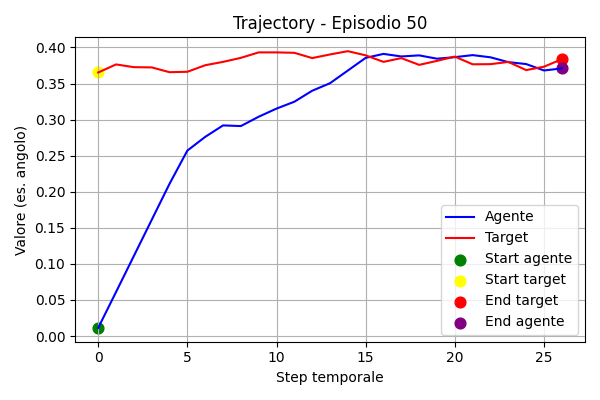 Trajectory - Episodio 50
Valore (es. angolo)
0.40
0.35
0.30
0.25
0.20
0.15
0.10
0.05
0.00
Agente
Target
Start agente
Start target
End target
End agente
0 5 10 15 20 25
Step temporale